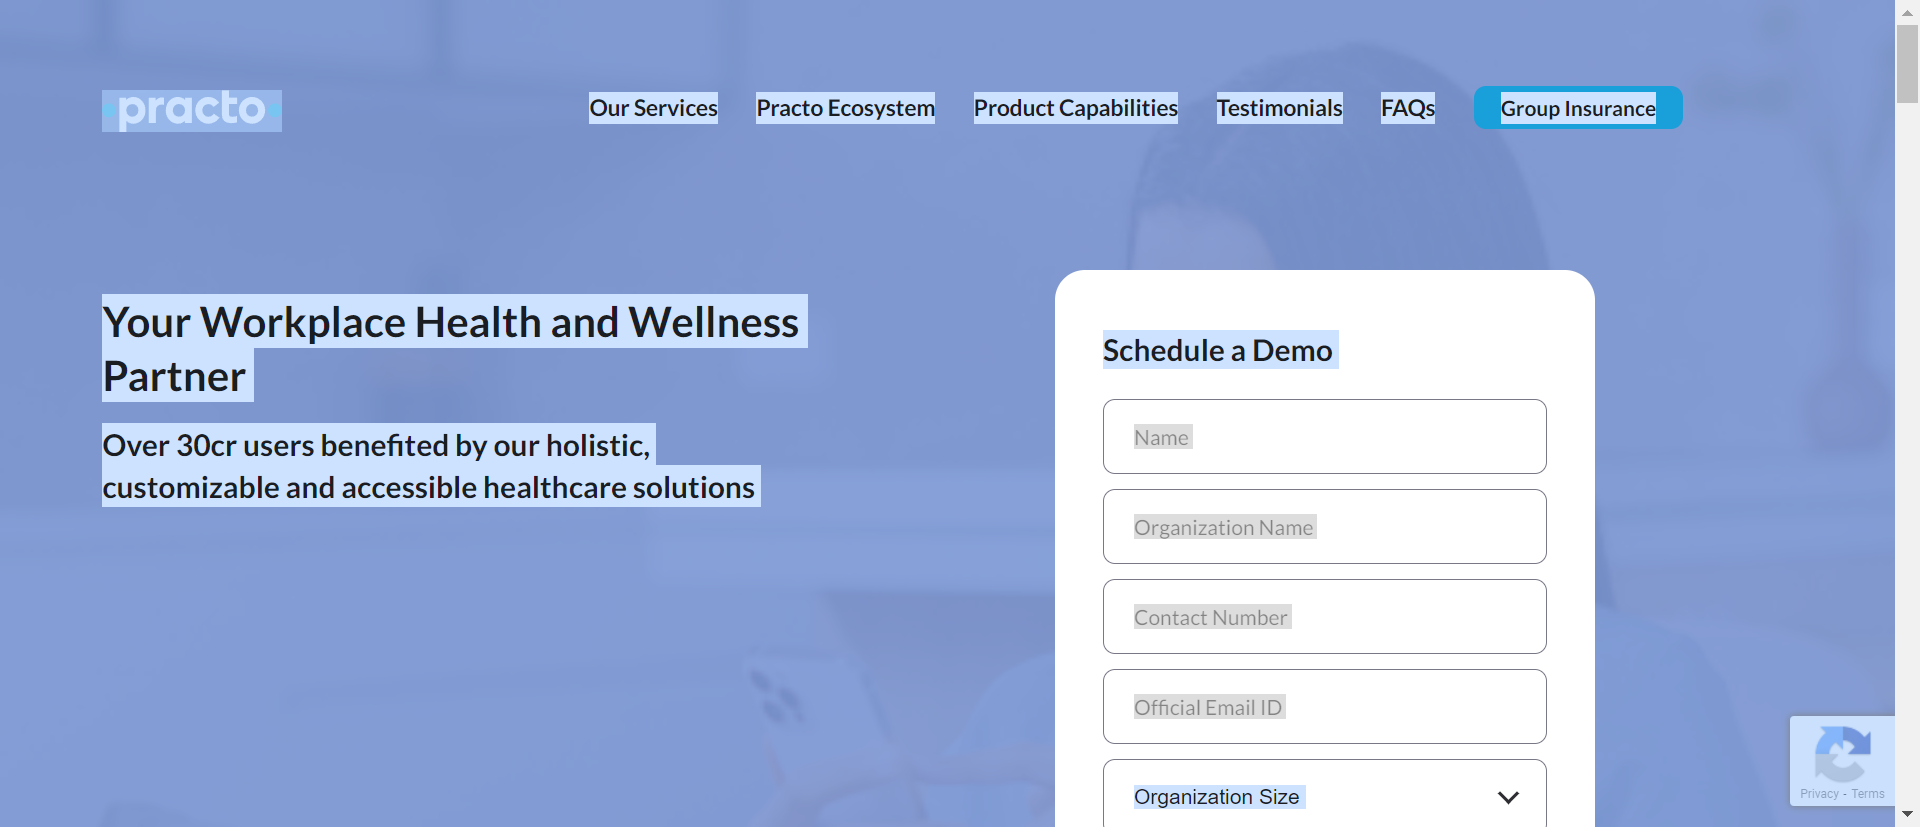 practo
Our Services
Practo Ecosystem
Product Capabilities
Testimonials
FAQs
Group Insurance
Your Workplace Health and Wellness
Partner
Over 30cr users benefited by our holistic,
customizable and accessible healthcare solutions
Schedule a Demo
Name
Organization Name
Contact Number
Official Email ID
Organization Size
Privacy - Terms